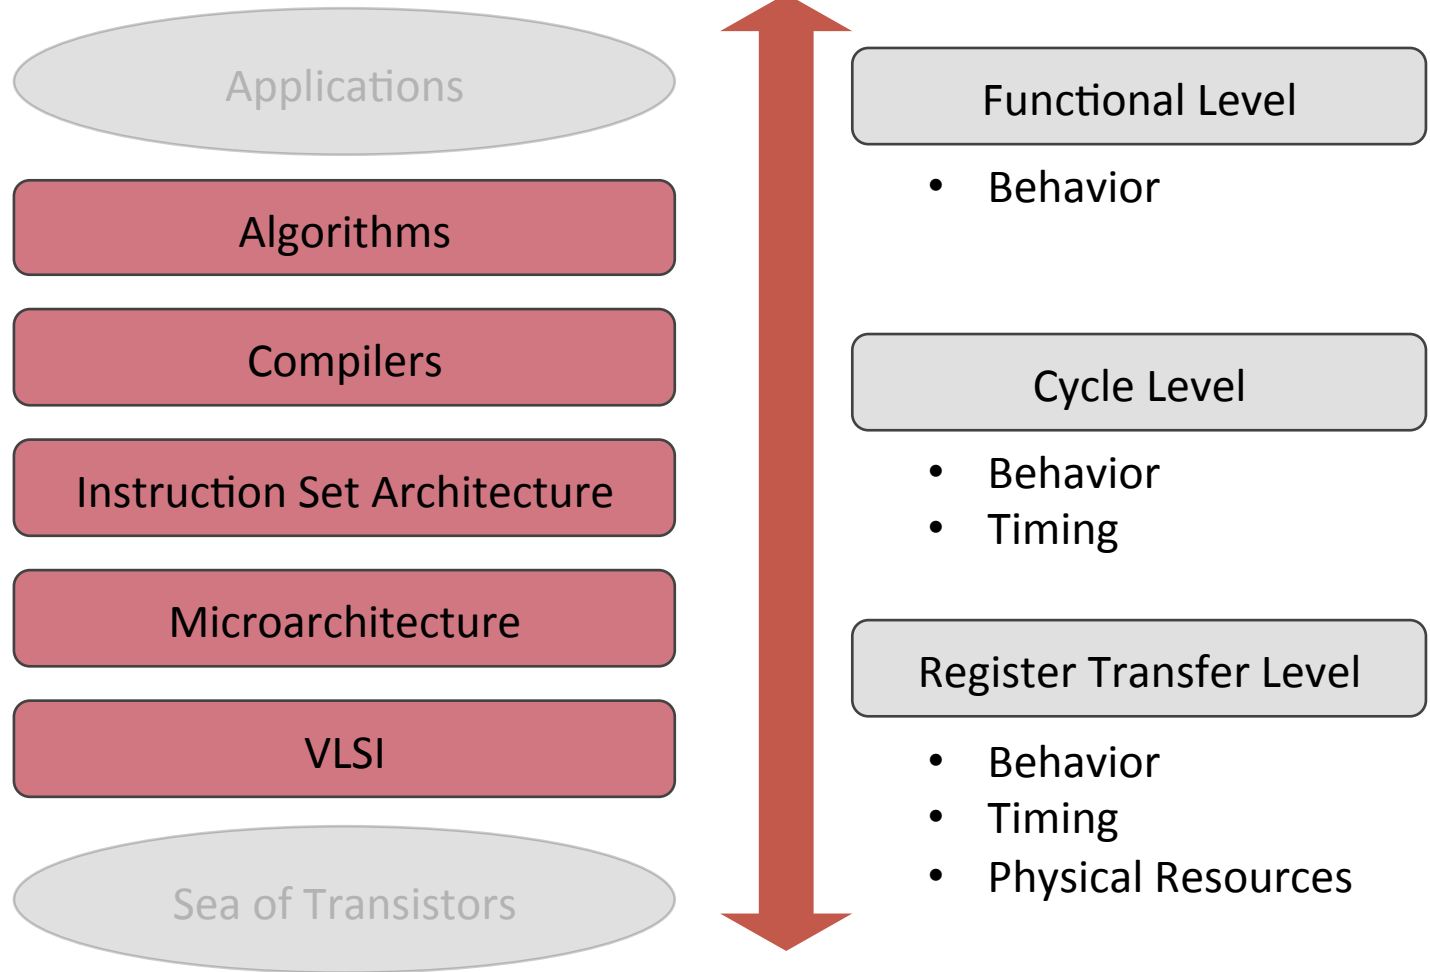 Applications
Algorithms
Compilers
Instruction Set Architecture
Microarchitecture
VLSI
Sea of Transistors
Functional Level
• Behavior
Cycle Level
• Behavior
• Timing
Register Transfer Level
• Behavior
• Timing
• Physical Resources